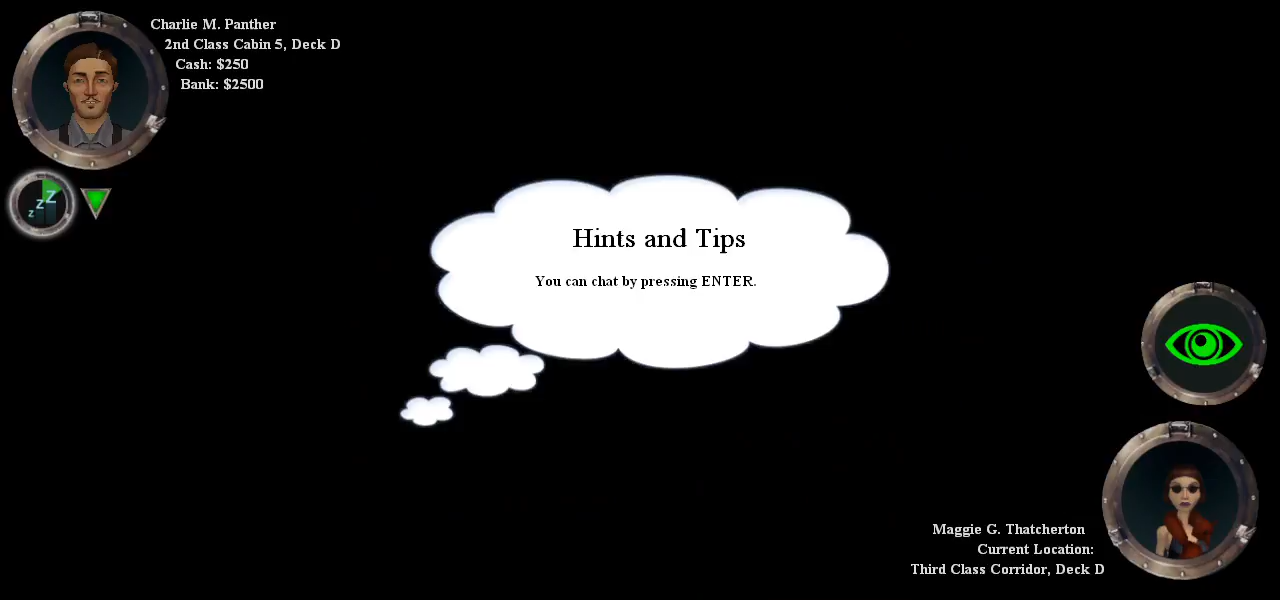 Charlie M. Panther
2nd Class Cabin 5, Deck D
Cash: $250
Bank: $2500
z z Z
Hints and Tips
You can chat by pressing ENTER.
Maggie G. Thatcherton
Current Location:
Third Class Corridor, Deck D